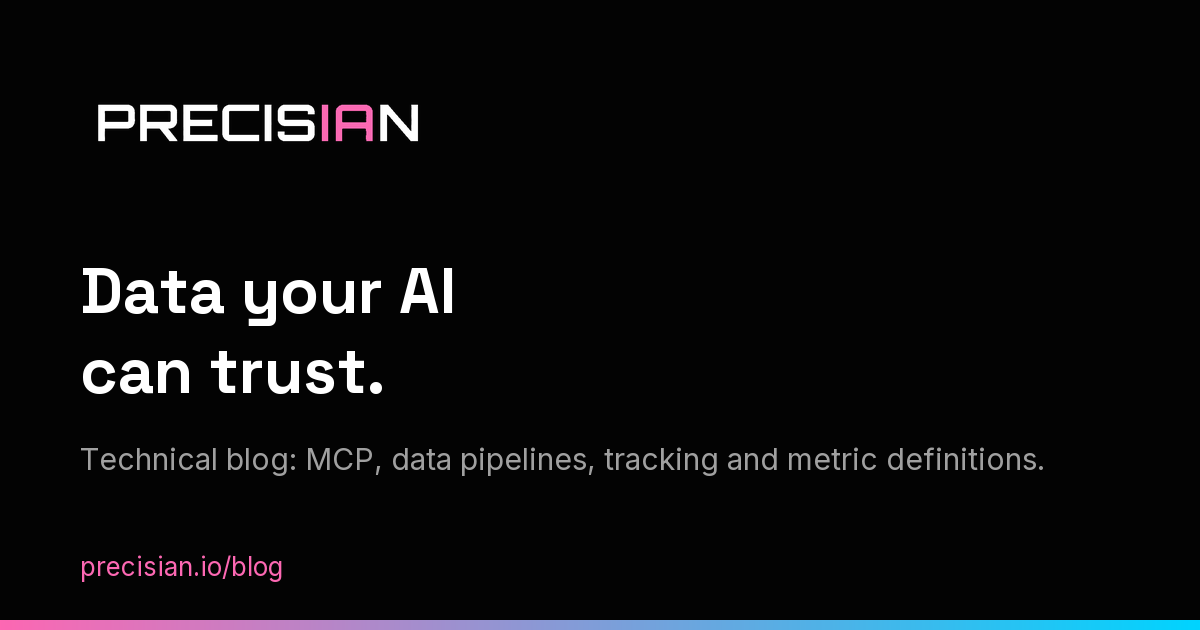 PRECISIAN
Data your AI
can trust.
Technical blog: MCP, data pipelines, tracking and metric definitions.
precisian.io/blog